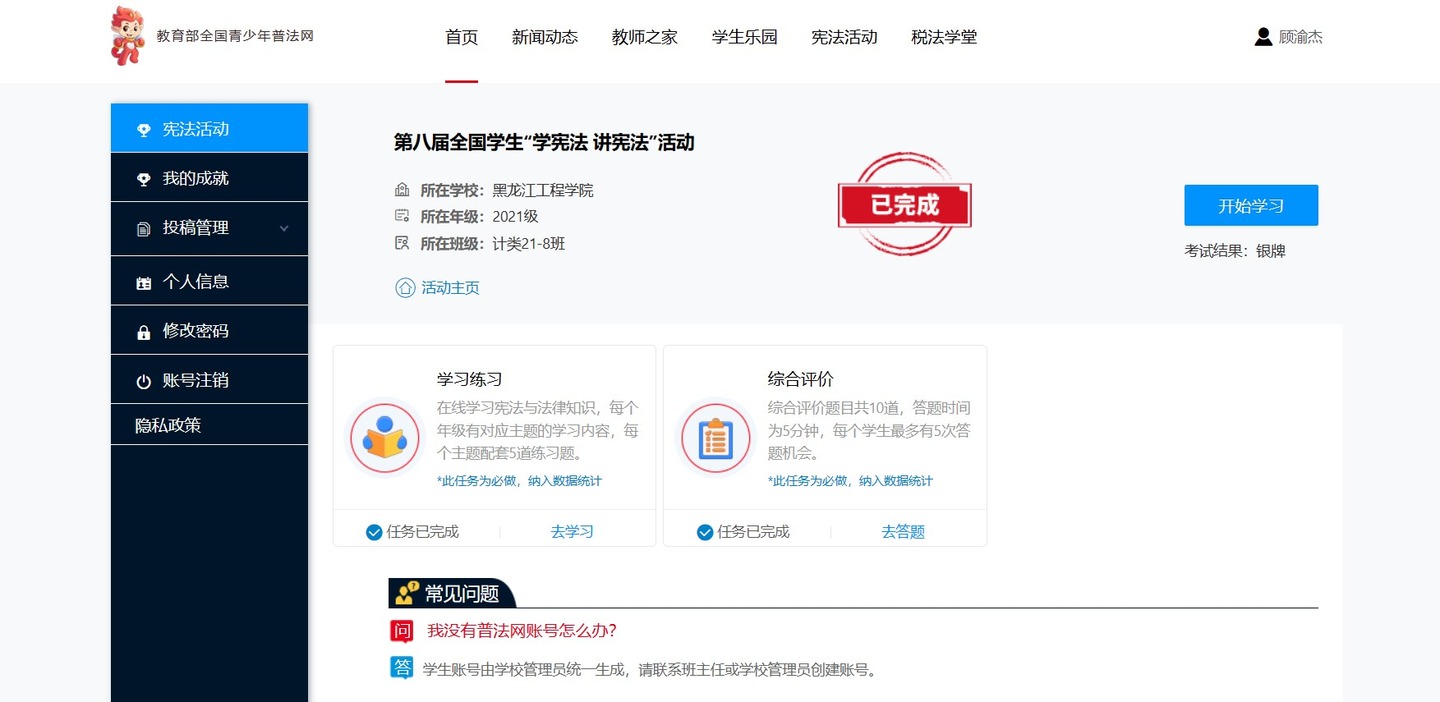 教育部全国青少年普法网
首页 新闻动态 教师之家 学生乐园 宪法活动 税法学堂
顾渝杰
宪法活动
我的成就
投稿管理
个人信息
修改密码
账号注销
隐私政策
第八届全国学生“学宪法 讲宪法”活动
所在学校：黑龙江工程学院
所在年级：2021级
所在班级：计类21-8班
活动主页
已完成
开始学习
考试结果：银牌
学习练习
在线学习宪法与法律知识，每个
年级有对应主题的学习内容，每
个主题配套5道练习题。
*此任务为必做，纳入数据统计
任务已完成 去学习
综合评价
综合评价题目共10道，答题时间
为5分钟，每个学生最多有5次答
题机会。
*此任务为必做，纳入数据统计
任务已完成 去答题
常见问题
问 我没有普法网账号怎么办?
答 学生账号由学校管理员统一生成，请联系班主任或学校管理员创建账号。